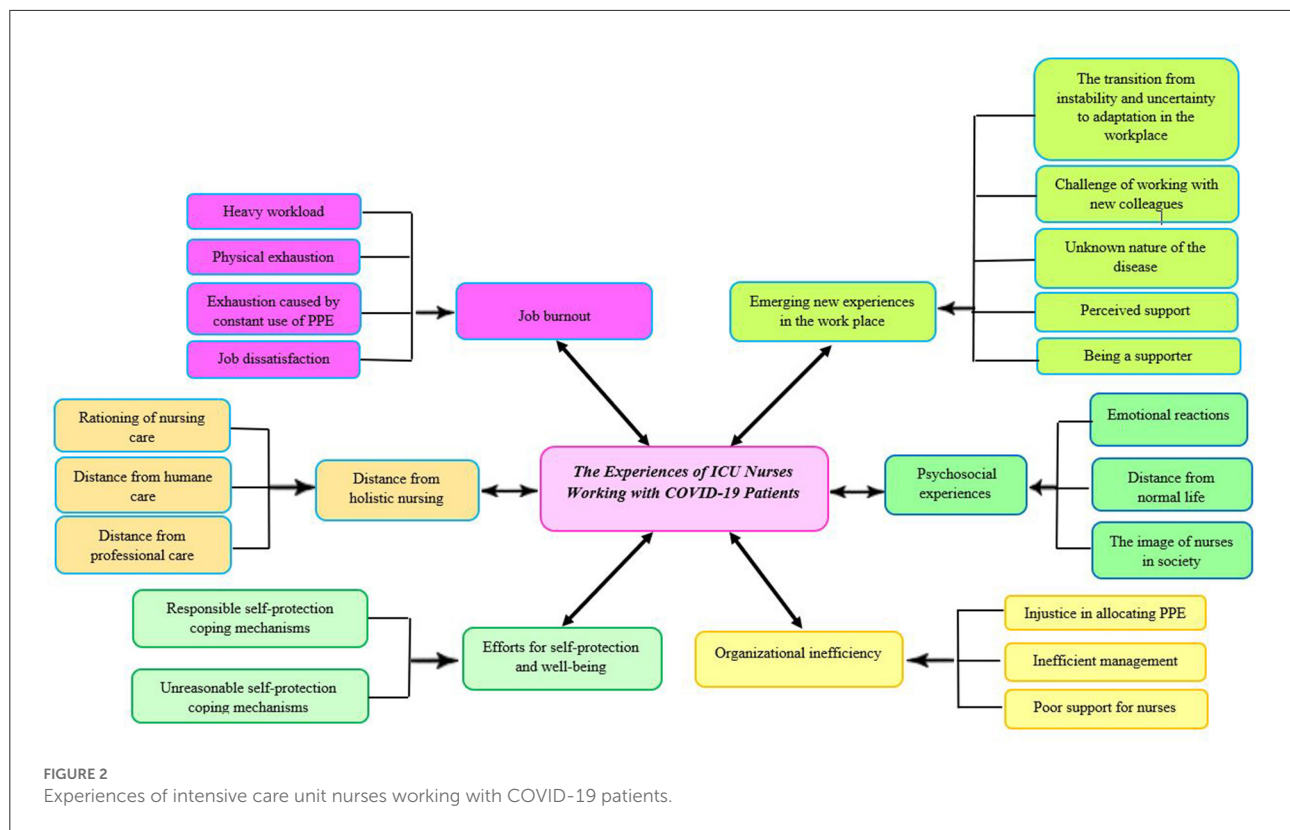 The transition from
instability and uncertainty
to adaptation in the
workplace
Challenge of working with
new colleagues
Unknown nature of the
disease
Perceived support
Being a supporter
Emerging new experiences
in the work place
Heavy workload
Physical exhaustion
Exhaustion caused by
constant use of PPE
Job dissatisfaction
Job burnout
Rationing of nursing
care
Distance from humane
care
Distance from
professional care
Distance from
holistic nursing
The Experiences of ICU Nurses
Working with COVID-19 Patients
Psychosocial
experiences
Emotional reactions
Distance from
normal life
The image of nurses
in society
Responsible self-protection
coping mechanisms
Unreasonable self-protection
coping mechanisms
Efforts for self-protection
and well-being
Organizational inefficiency
Injustice in allocating PPE
Inefficient management
Poor support for nurses
FIGURE 2
Experiences of intensive care unit nurses working with COVID-19 patients.